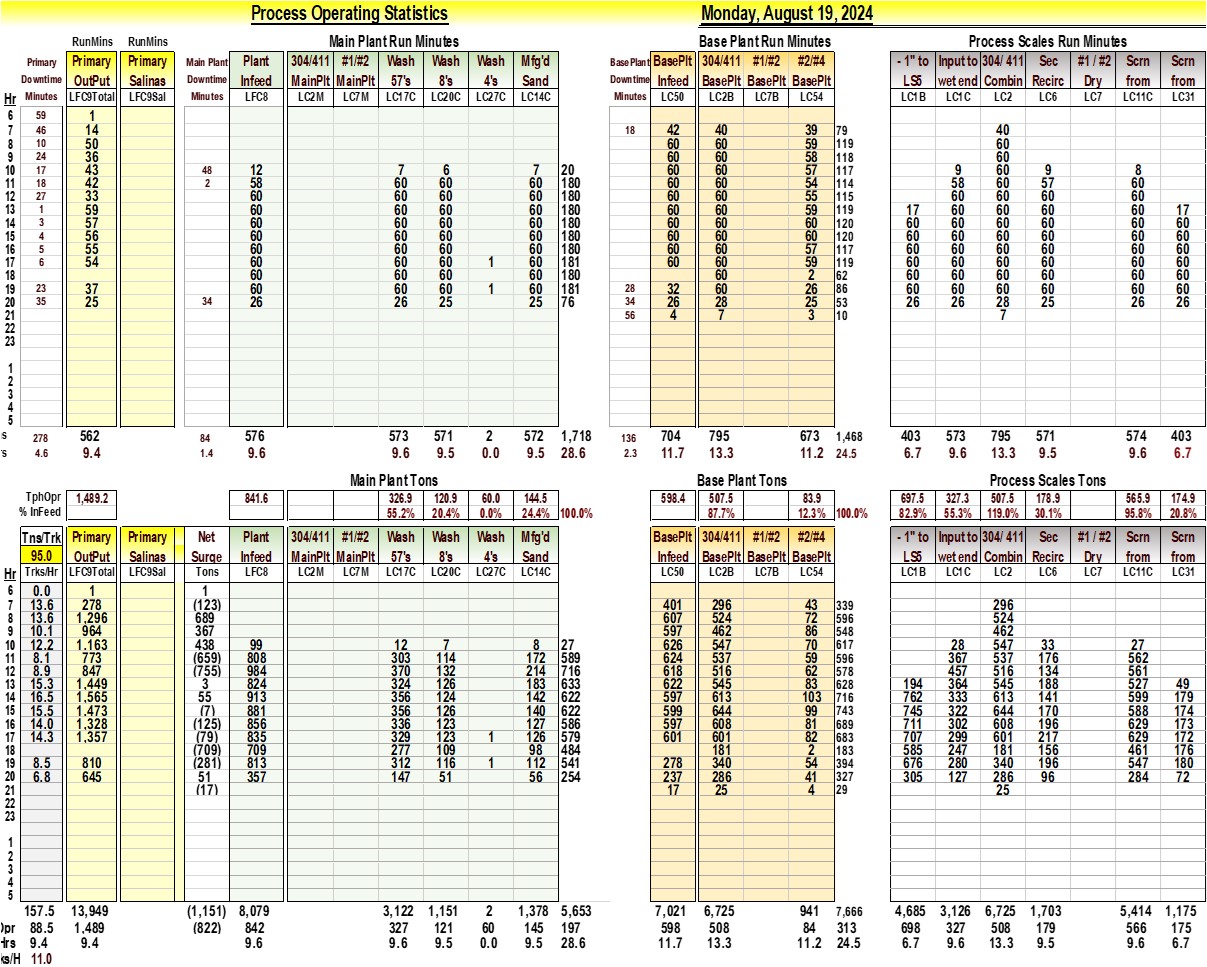 Process Operating Statistics Monday, August 19, 2024
RunMins RunMins Main Plant Run Minutes Base Plant Run Minutes Process Scales Run Minutes
Primary Primary Primary Main Plant Plant 304/411 #1/#2 Wash Wash Wash Mfg'd BasePlant BasePlt 304/411 #1/#2 #2/#4 - 1" to Input to 304/ 411 Sec #1 / #2 Scrn Scrn
Downtime OutPut Salinas Downtime Infeed MainPlt MainPlt 57's 8's 4's Sand Downtime Infeed BasePlt BasePlt BasePlt LS5 wet end Combin Recirc Dry from from
Hr Minutes LFC9Total LFC9Sal Minutes LFC8 LC2M LC7M LC17C LC20C LC27C LC14C Minutes LC50 LC2B LC7B LC54 LC1B LC1C LC2 LC6 LC7 LC11C LC31
6 59 1
7 46 14 18 42 40 39 79 40
8 10 50 60 60 59 119 60
9 24 36 60 60 58 118 60
10 17 43 48 12 7 6 7 20 60 60 57 117 9 60 9 8
11 18 42 2 58 60 60 60 180 60 60 54 114 58 60 57 60
12 27 33 60 60 60 60 180 60 60 55 115 60 60 60 60
13 1 59 60 60 60 60 180 60 60 59 119 17 60 60 60 60 17
14 3 57 60 60 60 60 180 60 60 60 120 60 60 60 60 60 60
15 4 56 60 60 60 60 180 60 60 60 120 60 60 60 60 60 60
16 5 55 60 60 60 60 180 60 60 57 117 60 60 60 60 60 60
17 6 54 60 60 60 1 60 181 60 60 59 119 60 60 60 60 60 60
18 60 60 60 60 180 60 2 62 60 60 60 60 60 60
19 23 37 60 60 60 1 60 181 28 32 60 26 86 60 60 60 60 60 60
20 35 25 34 26 26 25 25 76 34 26 28 25 53 26 26 28 25 26 26
21 56 4 7 3 10 7
22
23
1
2
3
4
5
s 278 562 84 576 573 571 2 572 1,718 136 704 795 673 1,468 403 573 795 571 574 403
s 4.6 9.4 1.4 9.6 9.6 9.5 0.0 9.5 28.6 2.3 11.7 13.3 11.2 24.5 6.7 9.6 13.3 9.5 9.6 6.7
Main Plant Tons Base Plant Tons Process Scales Tons
TphOpr 1,489.2 841.6 326.9 120.9 60.0 144.5 598.4 507.5 83.9 697.5 327.3 507.5 178.9 565.9 174.9
% InFeed 55.2% 20.4% 0.0% 24.4% 100.0% 87.7% 12.3% 100.0% 82.9% 55.3% 119.0% 30.1% 95.8% 20.8%
Tns/Trk Primary Primary Net Plant 304/411 #1/#2 Wash Wash Wash Mfg'd BasePlt 304/411 #1/#2 #2/#4 - 1" to Input to 304/ 411 Sec #1 / #2 Scrn Scrn
95.0 OutPut Salinas Surge Infeed MainPlt MainPlt 57's 8's 4's Sand Infeed BasePlt BasePlt BasePlt LS5 wet end Combin Recirc Dry from from
Hr Trks/Hr LFC9Total LFC9Sal Tons LFC8 LC2M LC7M LC17C LC20C LC27C LC14C LC50 LC2B LC7B LC54 LC1B LC1C LC2 LC6 LC7 LC11C LC31
6 0.0 1 1
7 13.6 278 (123) 401 296 43 339 296
8 13.6 1,296 689 607 524 72 596 524
9 10.1 964 367 597 462 86 548 462
10 12.2 1,163 438 99 12 7 8 27 626 547 70 617 28 547 33 27
11 8.1 773 (659) 808 303 114 172 589 624 537 59 596 367 537 176 562
12 8.9 847 (755) 984 370 132 214 716 618 516 62 578 457 516 134 561
13 15.3 1,449 3 824 324 126 183 633 622 545 83 628 194 364 545 188 527 49
14 16.5 1,565 55 913 356 124 142 622 597 613 103 716 762 333 613 141 599 179
15 15.5 1,473 (7) 881 356 126 140 622 599 644 99 743 745 322 644 170 588 174
16 14.0 1,328 (125) 856 336 123 127 586 597 608 81 689 711 302 608 196 629 173
17 14.3 1,357 (79) 835 329 123 1 126 579 601 601 82 683 707 299 601 217 629 172
18 (709) 709 277 109 98 484 181 2 183 585 247 181 156 461 176
19 8.5 810 (281) 813 312 116 1 112 541 278 340 54 394 676 280 340 196 547 180
20 6.8 645 51 357 147 51 56 254 237 286 41 327 305 127 286 96 284 72
21 (17) 17 25 4 29 25
22
23
1
2
3
4
5
157.5 13,949 (1,151) 8,079 3,122 1,151 2 1,378 5,653 7,021 6,725 941 7,666 4,685 3,126 6,725 1,703 5,414 1,175
Opr 88.5 1,489 (822) 842 327 121 60 145 197 598 508 84 313 698 327 508 179 566 175
Hrs 9.4 9.4 9.6 9.6 9.5 0.0 9.5 28.6 11.7 13.3 11.2 24.5 6.7 9.6 13.3 9.5 9.6 6.7
ks/H 11.0